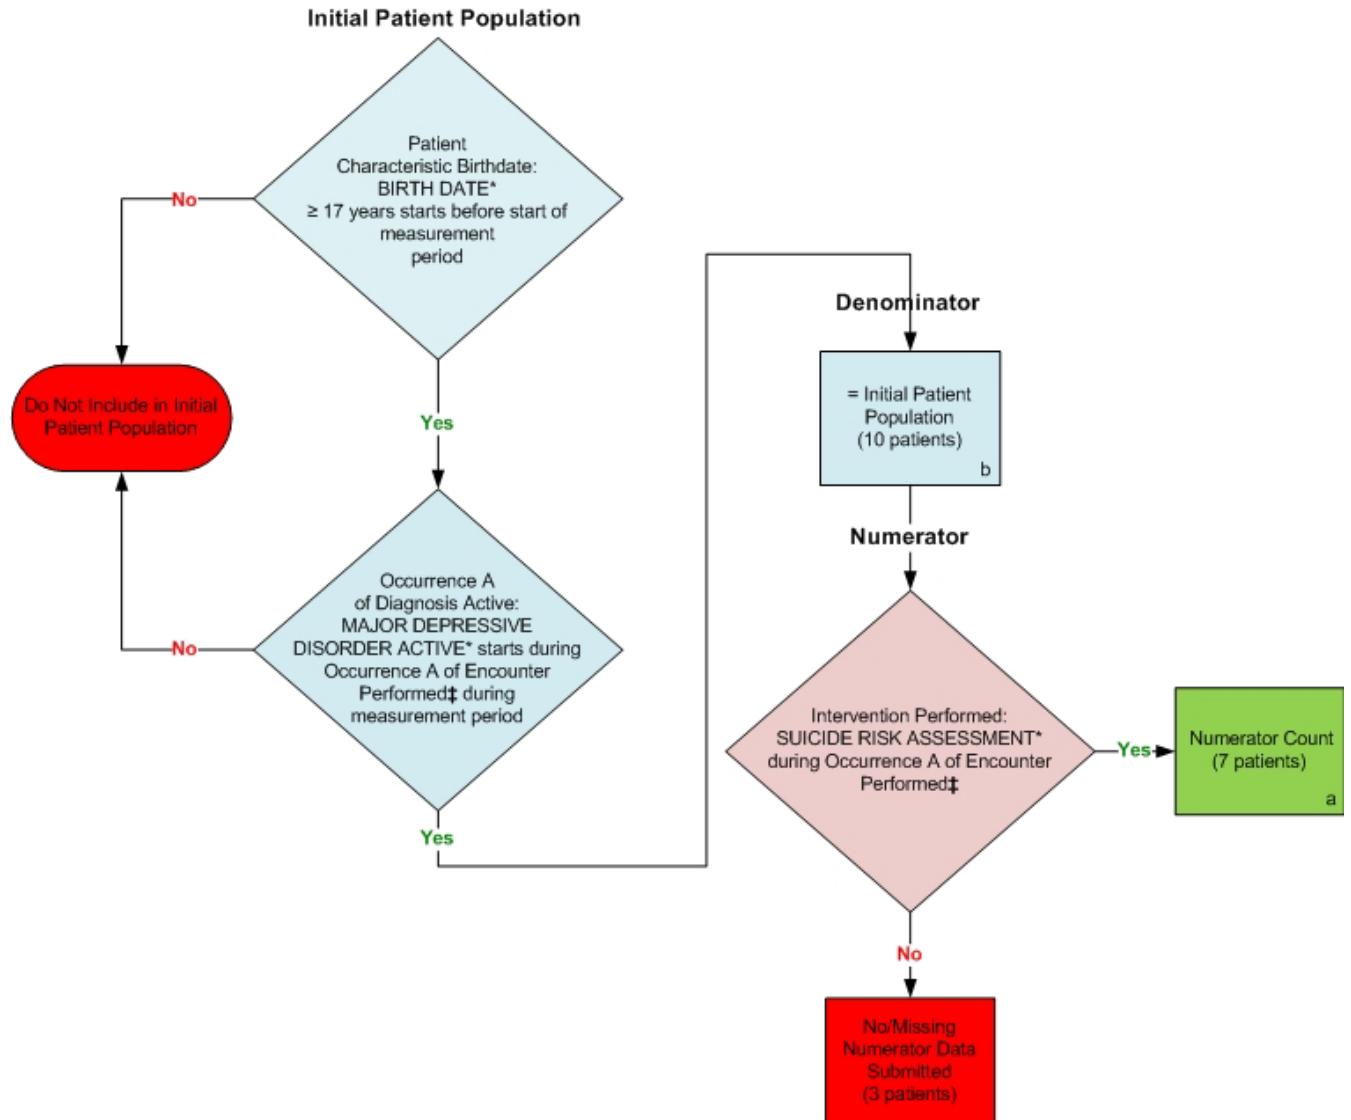 Initial Patient Population
Patient
Characteristic Birthdate:
BIRTH DATE*
≥ 17 years starts before start of
measurement
period
No
Yes
Do Not Include in Initial
Patient Population
Occurrence A
of Diagnosis Active:
MAJOR DEPRESSIVE
DISORDER ACTIVE* starts during
Occurrence A of Encounter
Performed‡ during
measurement period
No
Yes
Denominator
= Initial Patient
Population
(10 patients)
b
Numerator
Intervention Performed:
SUICIDE RISK ASSESSMENT*
during Occurrence A of Encounter
Performed‡
Yes
Numerator Count
(7 patients)
a
No
No/Missing
Numerator Data
Submitted
(3 patients)